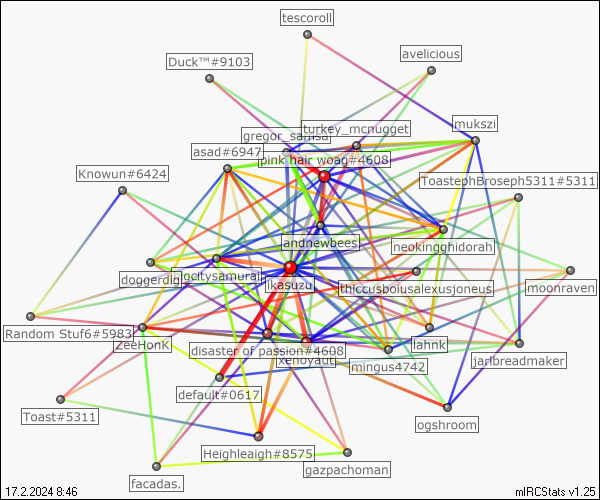 tescoroll
avelicious
Duck™#9103
mukszi
turkey_mcnugget
gregor_samsa
asad#6947
pink hair woag#4608
Knowun#6424
ToastephBroseph5311#5311
andnewbees
neokingghidorah
doggerdig
lgcitysamurai
ikasuzu
thiccusboiusalexusjoneus
moonraven
Random Stuf6#5983
ZeeHonK
lahnk
disaster of passion#4608
xenoyaut
mingus4742
jarlbreadmaker
default#0617
Toast#5311
ogshroom
Heighleaigh#8575
gazpachoman
facadas.
17.2.2024 8:46
mIRCStats v1.25